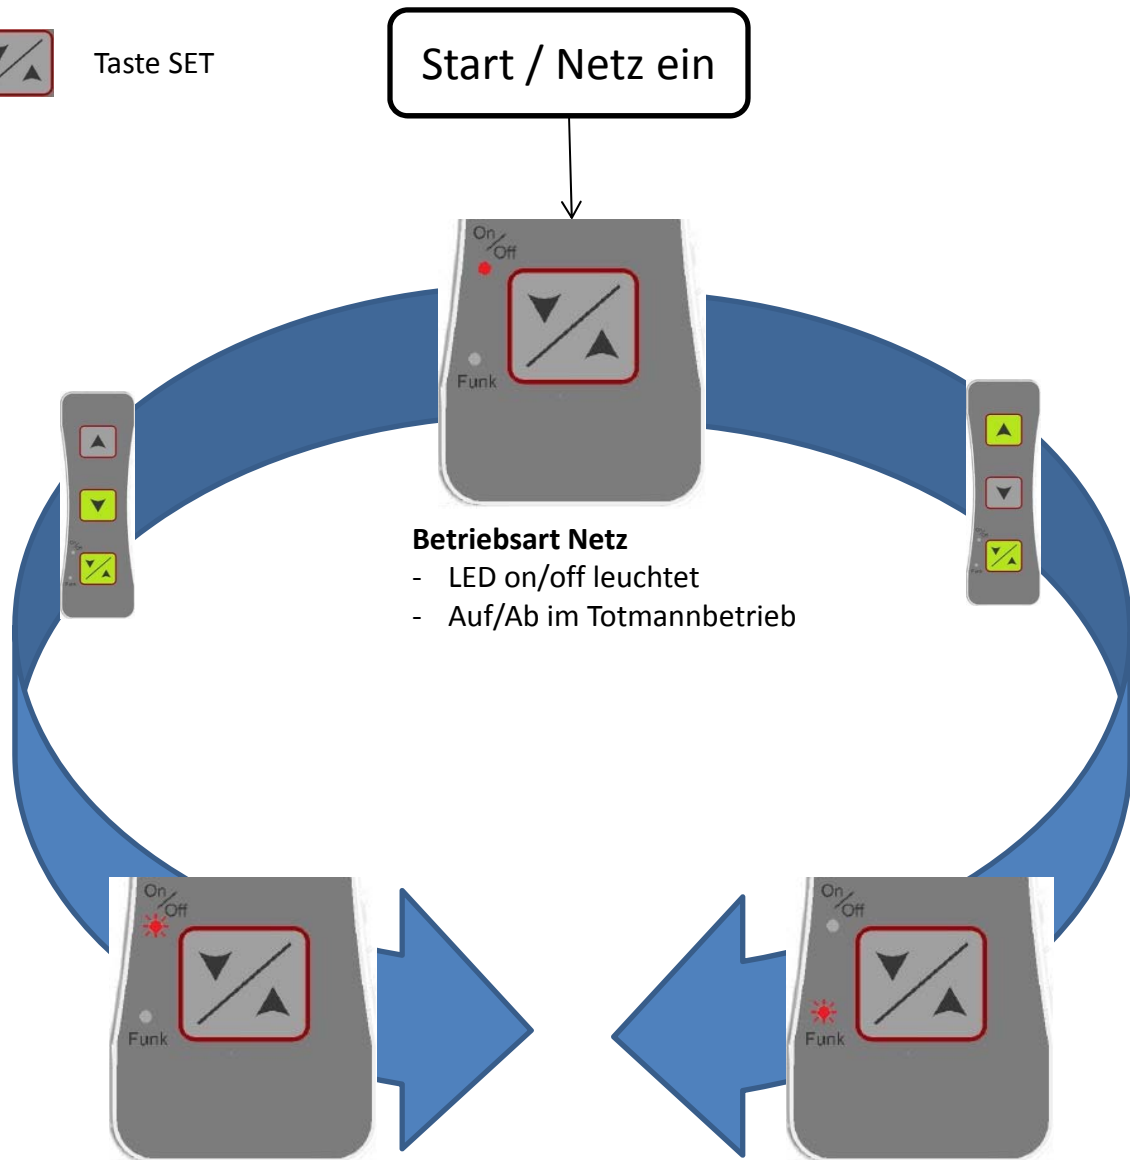 Taste SET
Start / Netz ein
On/Off
Funk
Betriebsart Netz
- LED on/off leuchtet
- Auf/Ab im Totmannbetrieb
On/Off
Funk
On/Off
Funk